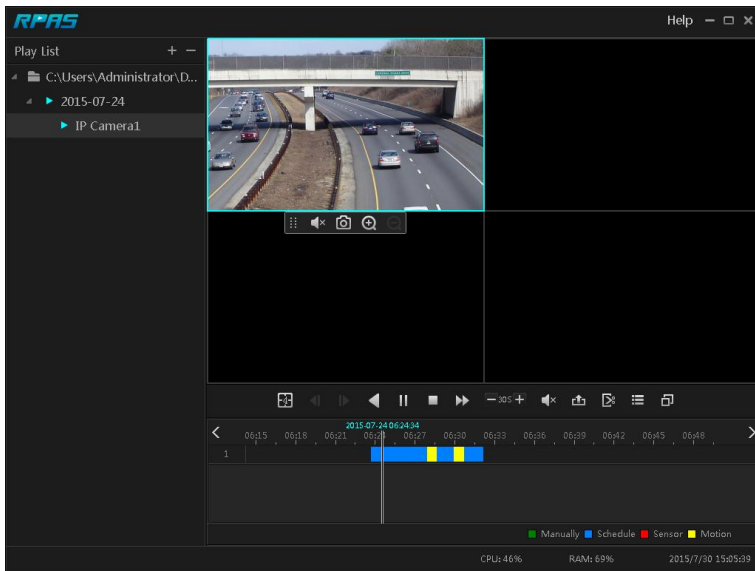 RPAS
Help
Play List + −
C:\Users\Administrator\D...
2015-07-24
IP Camera1
30S
2015-07-24 06:24:34
06:15 06:18 06:21 06:24 06:27 06:30 06:33 06:36 06:39 06:42 06:45 06:48
1
Manually Schedule Sensor Motion
CPU: 46% RAM: 69% 2015/7/30 15:05:39